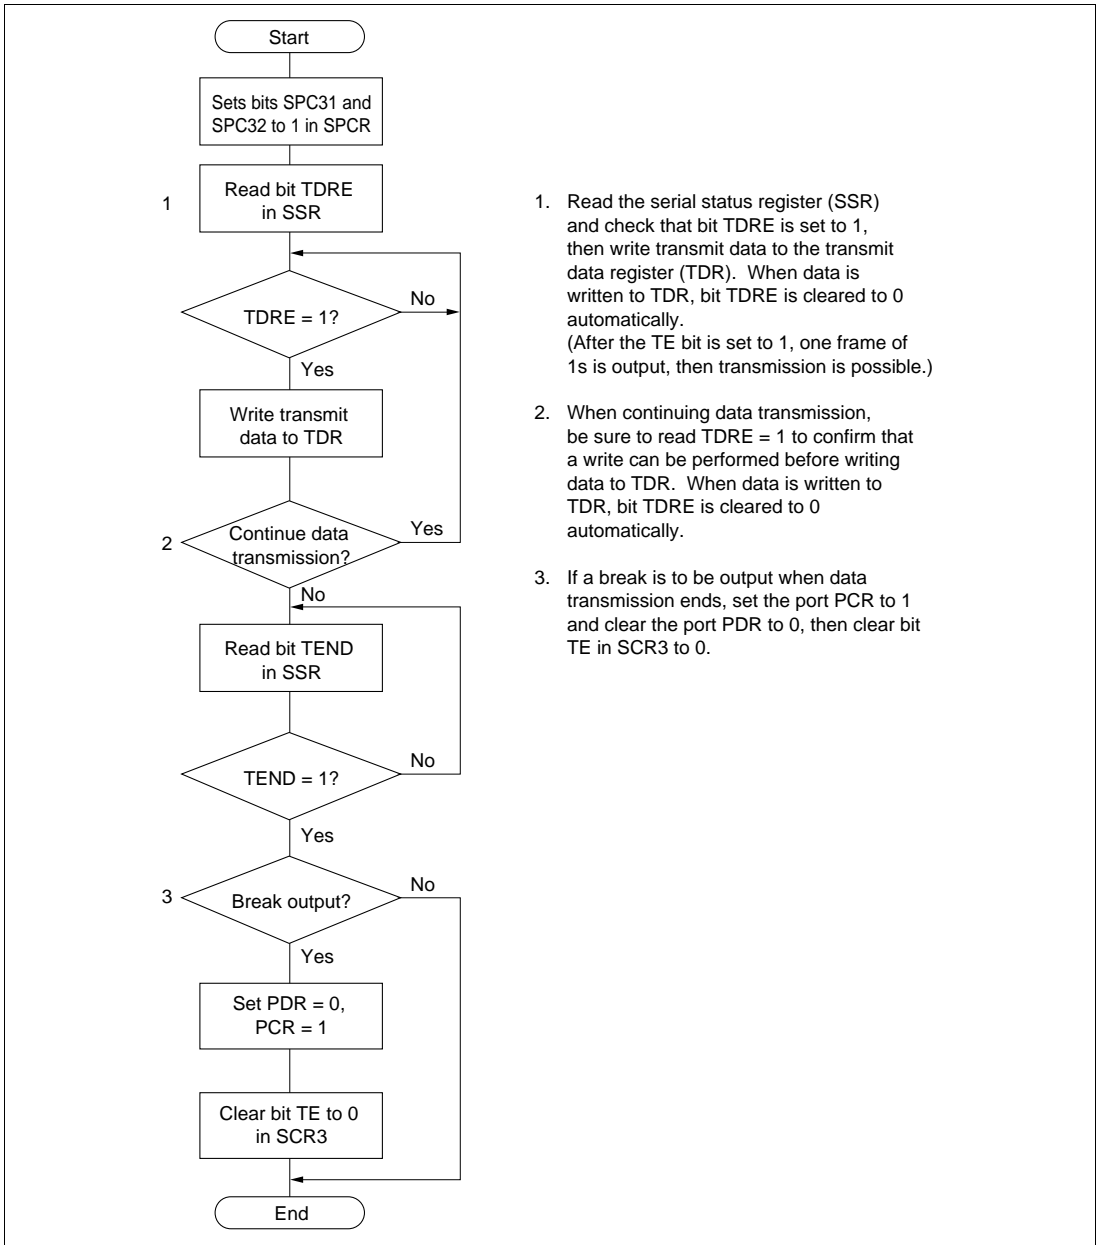 Start
Sets bits SPC31 and
SPC32 to 1 in SPCR
1
Read bit TDRE
in SSR
TDRE = 1?
No
Yes
Write transmit
data to TDR
2
Continue data
transmission?
Yes
No
Read bit TEND
in SSR
TEND = 1?
No
Yes
3
Break output?
No
Yes
Set PDR = 0,
PCR = 1
Clear bit TE to 0
in SCR3
End
1. Read the serial status register (SSR)
and check that bit TDRE is set to 1,
then write transmit data to the transmit
data register (TDR). When data is
written to TDR, bit TDRE is cleared to 0
automatically.
(After the TE bit is set to 1, one frame of
1s is output, then transmission is possible.)
2. When continuing data transmission,
be sure to read TDRE = 1 to confirm that
a write can be performed before writing
data to TDR. When data is written to
TDR, bit TDRE is cleared to 0
automatically.
3. If a break is to be output when data
transmission ends, set the port PCR to 1
and clear the port PDR to 0, then clear bit
TE in SCR3 to 0.